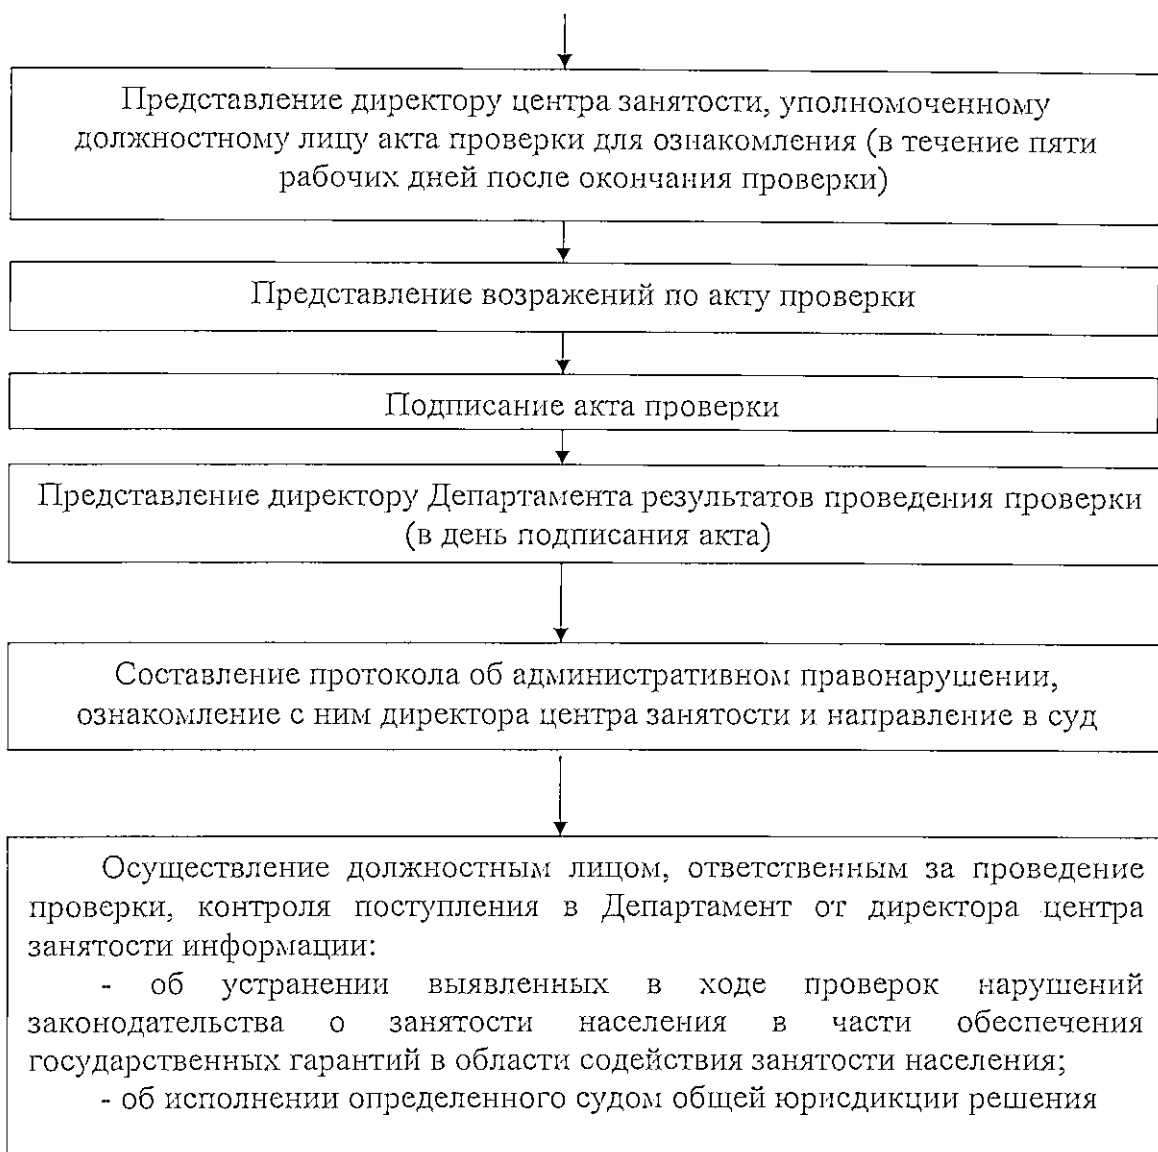 Представление директору центра занятости, уполномоченному
должностному лицу акта проверки для ознакомления (в течение пяти
рабочих дней после окончания проверки)
Представление возражений по акту проверки
Подписание акта проверки
Представление директору Департамента результатов проведения проверки
(в день подписания акта)
Составление протокола об административном правонарушении,
ознакомление с ним директора центра занятости и направление в суд
Осуществление должностным лицом, ответственным за проведение
проверки, контроля поступления в Департамент от директора центра
занятости информации:
- об устранении выявленных в ходе проверок нарушений
законодательства о занятости населения в части обеспечения
государственных гарантий в области содействия занятости населения;
- об исполнении определенного судом общей юрисдикции решения